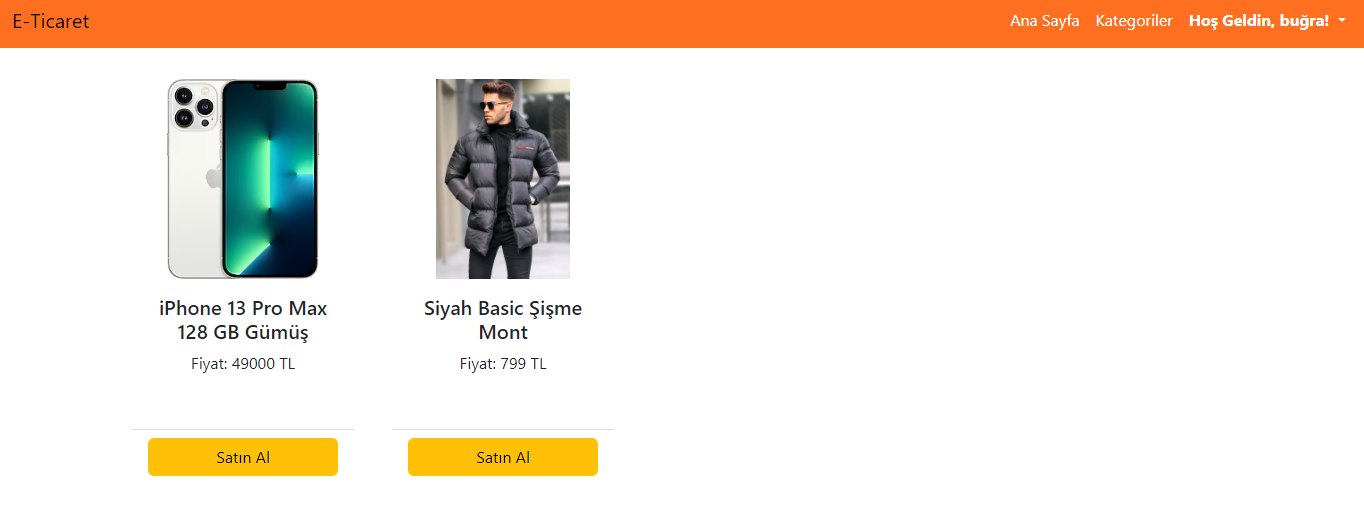 E-Ticaret
Ana Sayfa Kategoriler Hoş Geldin, buğra!
iPhone 13 Pro Max
128 GB Gümüş
Fiyat: 49000 TL
Satın Al
Siyah Basic Şişme
Mont
Fiyat: 799 TL
Satın Al